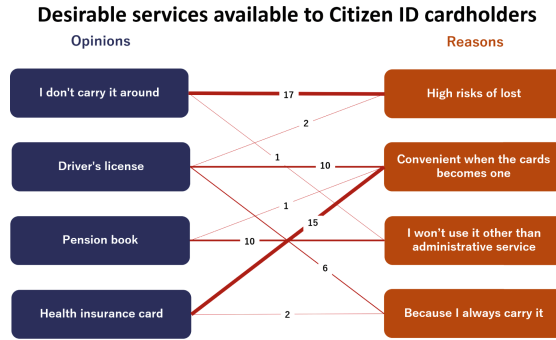 Desirable services available to Citizen ID cardholders
Opinions
Reasons
I don't carry it around
17
High risks of lost
2
1
Driver's license
10
Convenient when the cards
becomes one
1
15
Pension book
10
I won't use it other than
administrative service
6
Health insurance card
2
Because I always carry it